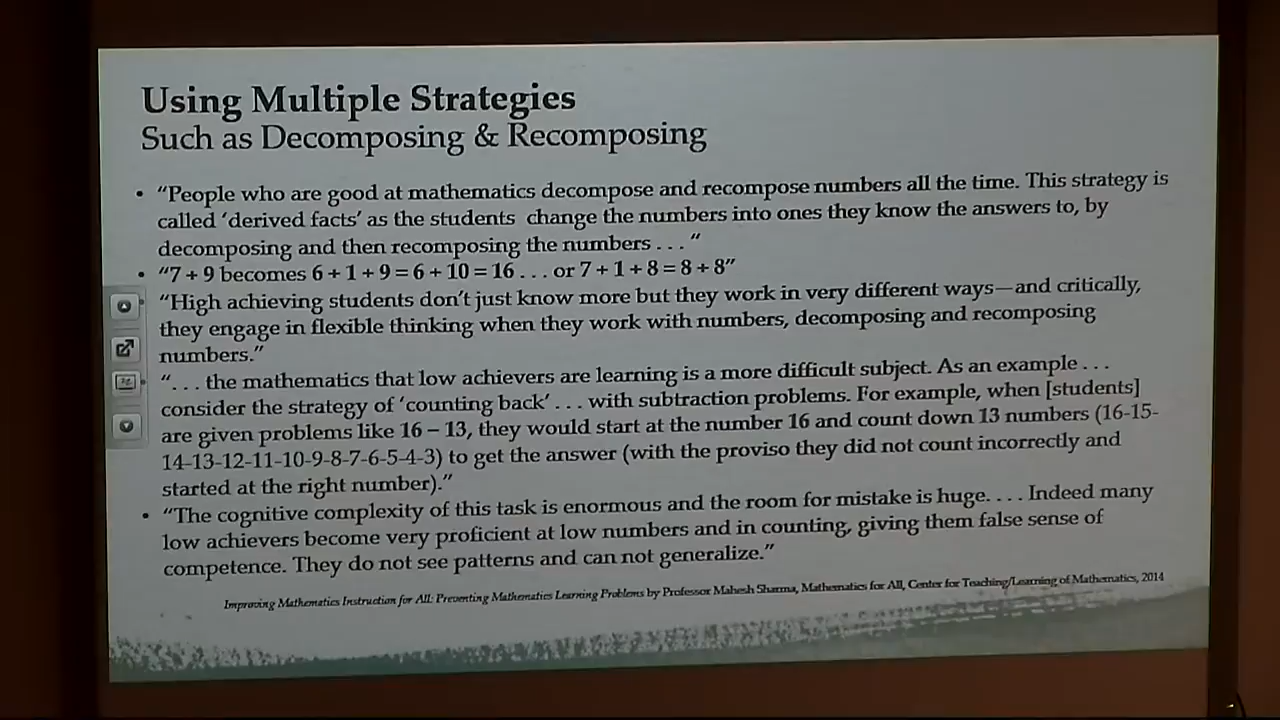 Using Multiple Strategies
Such as Decomposing & Recomposing
• “People who are good at mathematics decompose and recompose numbers all the time. This strategy is
called ‘derived facts’ as the students change the numbers into ones they know the answers to, by
decomposing and then recomposing the numbers . . . “
• “7 + 9 becomes 6 + 1 + 9 = 6 + 10 = 16 . . . or 7 + 1 + 8 = 8 + 8”
• “High achieving students don’t just know more but they work in very different ways—and critically,
they engage in flexible thinking when they work with numbers, decomposing and recomposing
numbers.”
• “. . . the mathematics that low achievers are learning is a more difficult subject. As an example . . .
consider the strategy of ‘counting back’ . . . with subtraction problems. For example, when [students]
are given problems like 16 – 13, they would start at the number 16 and count down 13 numbers (16-15-
14-13-12-11-10-9-8-7-6-5-4-3) to get the answer (with the proviso they did not count incorrectly and
started at the right number).”
• “The cognitive complexity of this task is enormous and the room for mistake is huge. . . . Indeed many
low achievers become very proficient at low numbers and in counting, giving them false sense of
competence. They do not see patterns and can not generalize.”
Improving Mathematics Instruction for All: Preventing Mathematics Learning Problems by Professor Mahesh Sharma, Mathematics for All, Center for Teaching/Learning of Mathematics, 2014